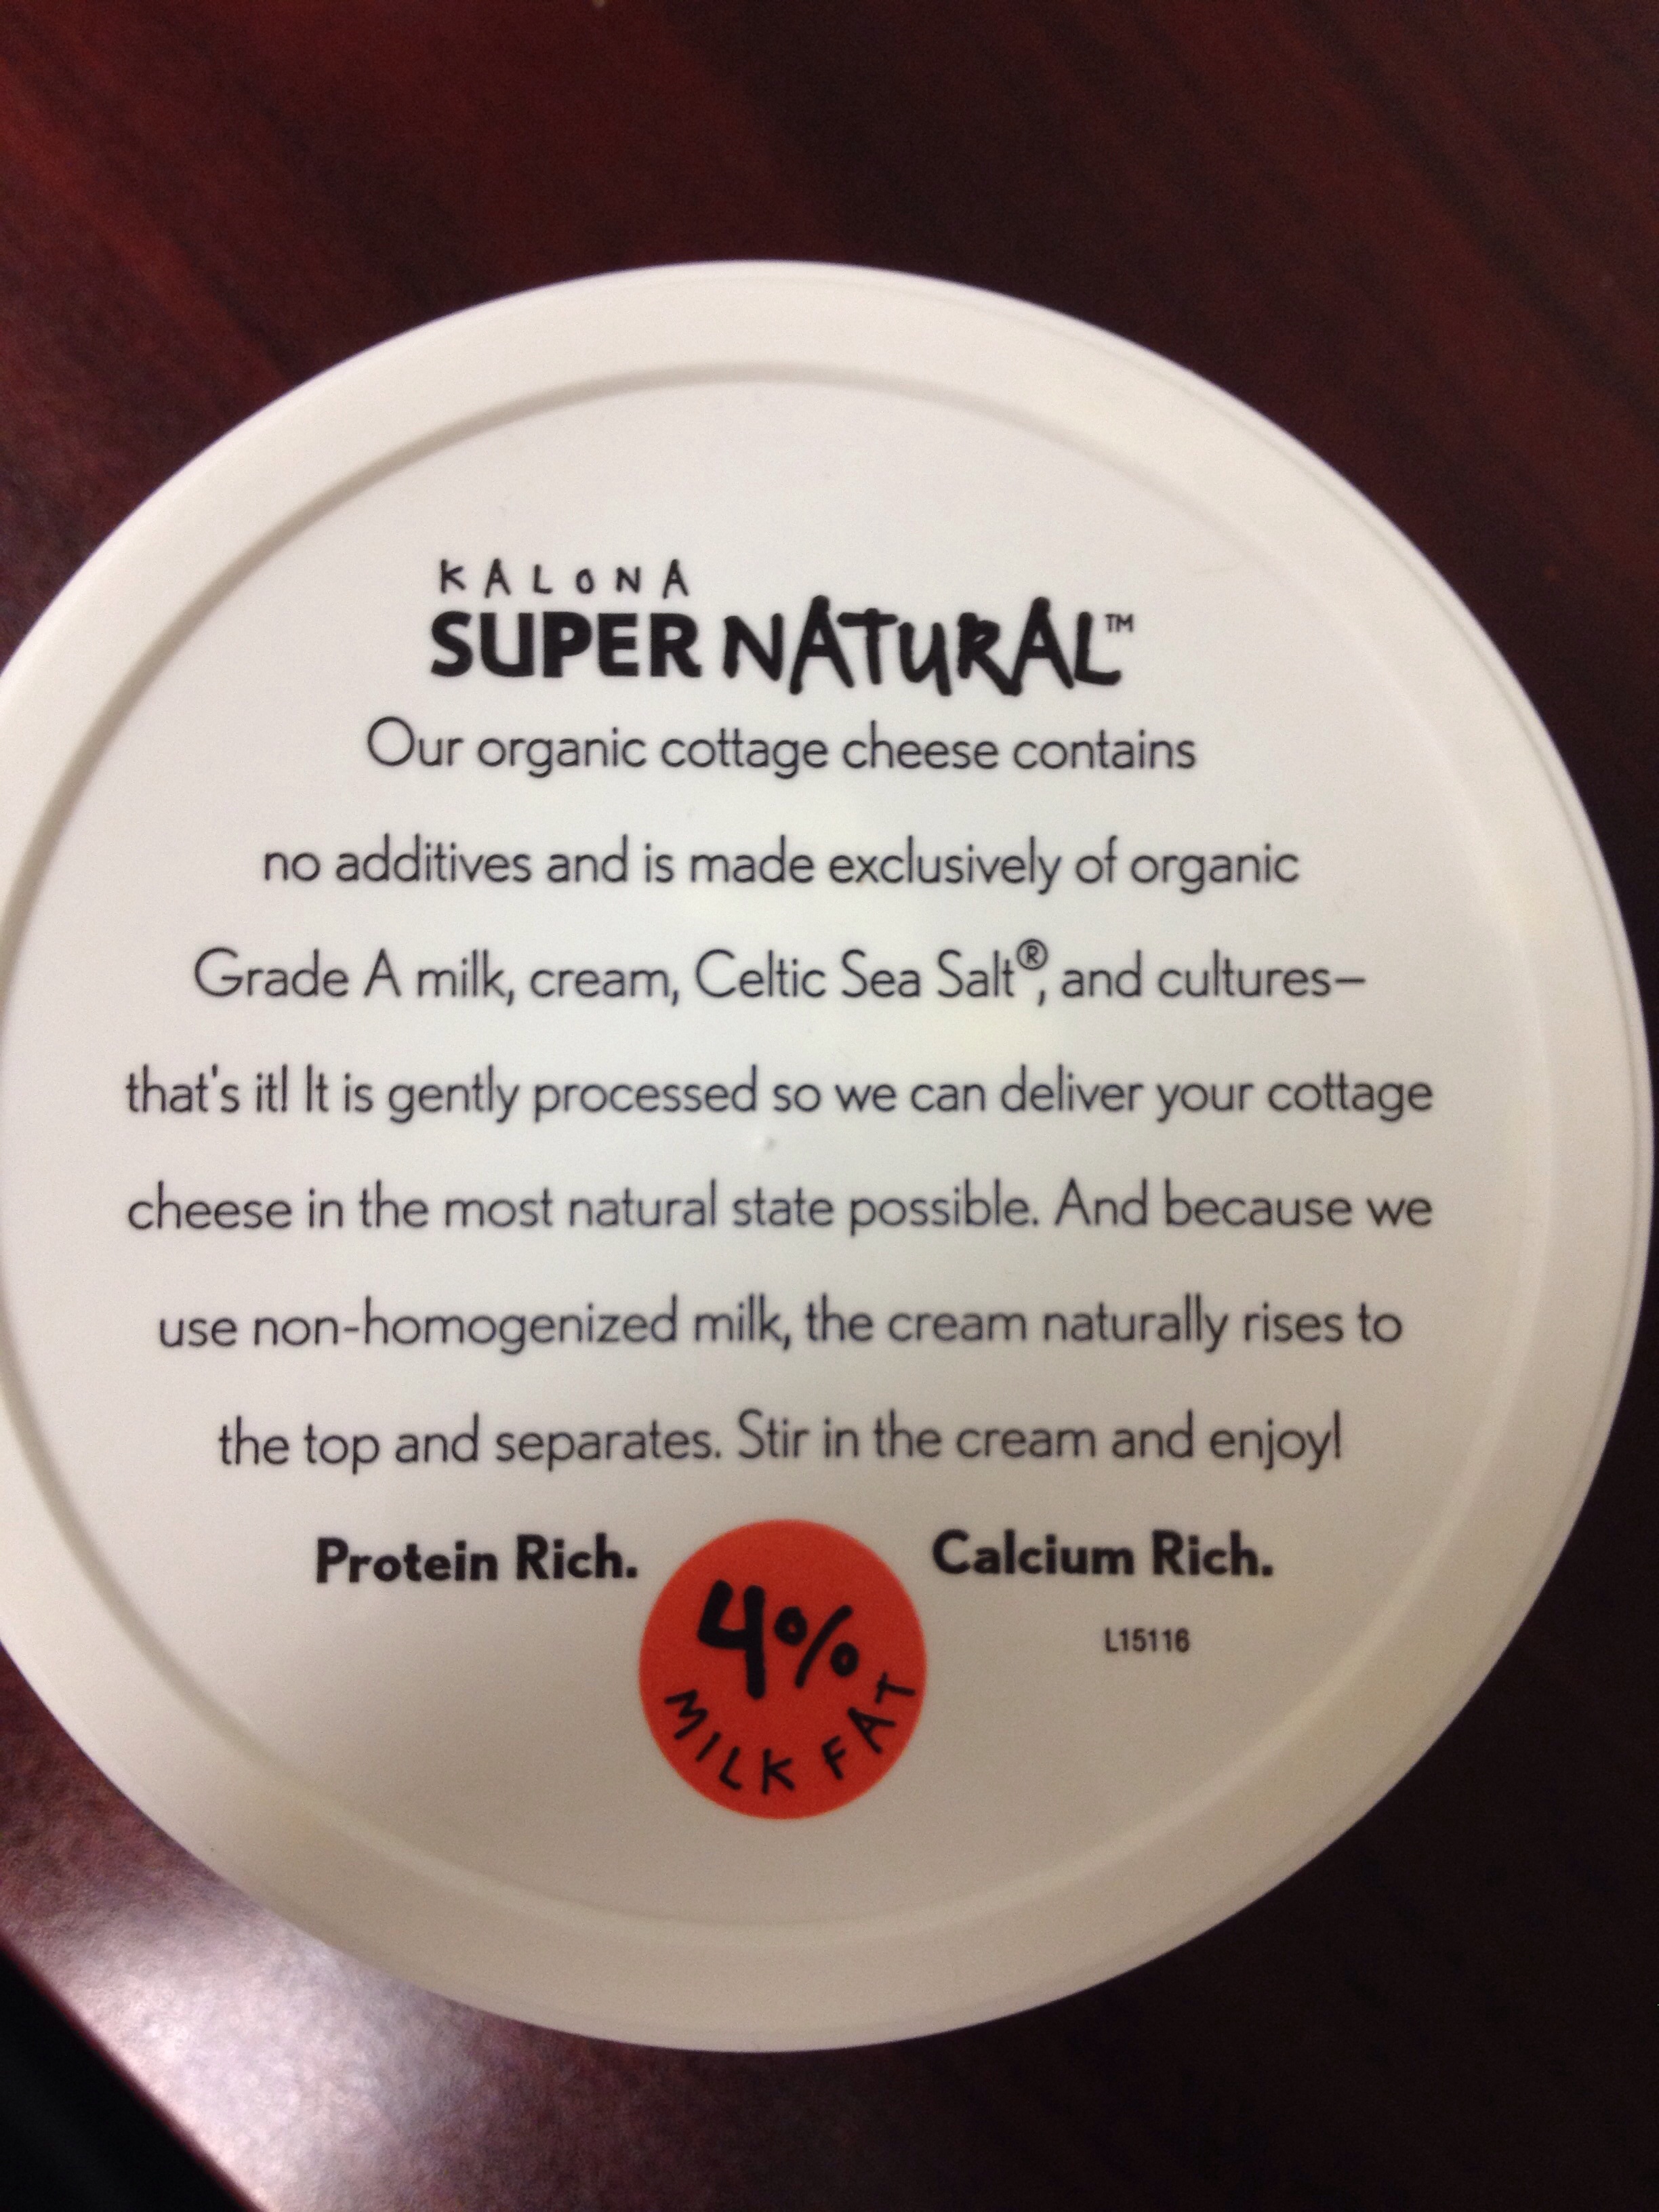 KALONA
SUPER NATURAL™
Our organic cottage cheese contains
no additives and is made exclusively of organic
Grade A milk, cream, Celtic Sea Salt®, and cultures–
that's it! It is gently processed so we can deliver your cottage
cheese in the most natural state possible. And because we
use non-homogenized milk, the cream naturally rises to
the top and separates. Stir in the cream and enjoy!
Protein Rich.
Calcium Rich.
4%
MILK FAT
L15116